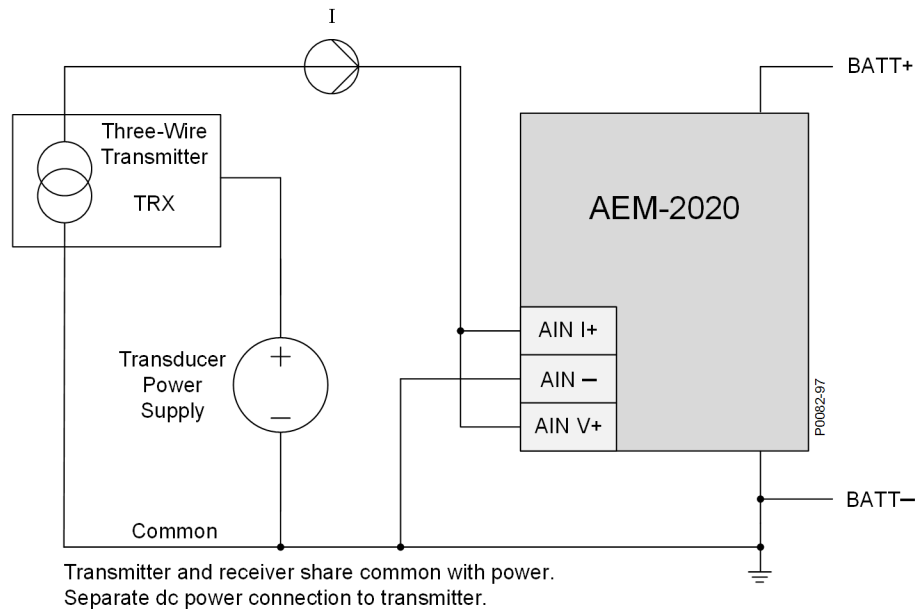 I
BATT+
Three-Wire
Transmitter
TRX
AEM-2020
AIN I+
AIN –
AIN V+
Transducer
Power
Supply
+
–
P0082-97
BATT–
Common
Transmitter and receiver share common with power.
Separate dc power connection to transmitter.